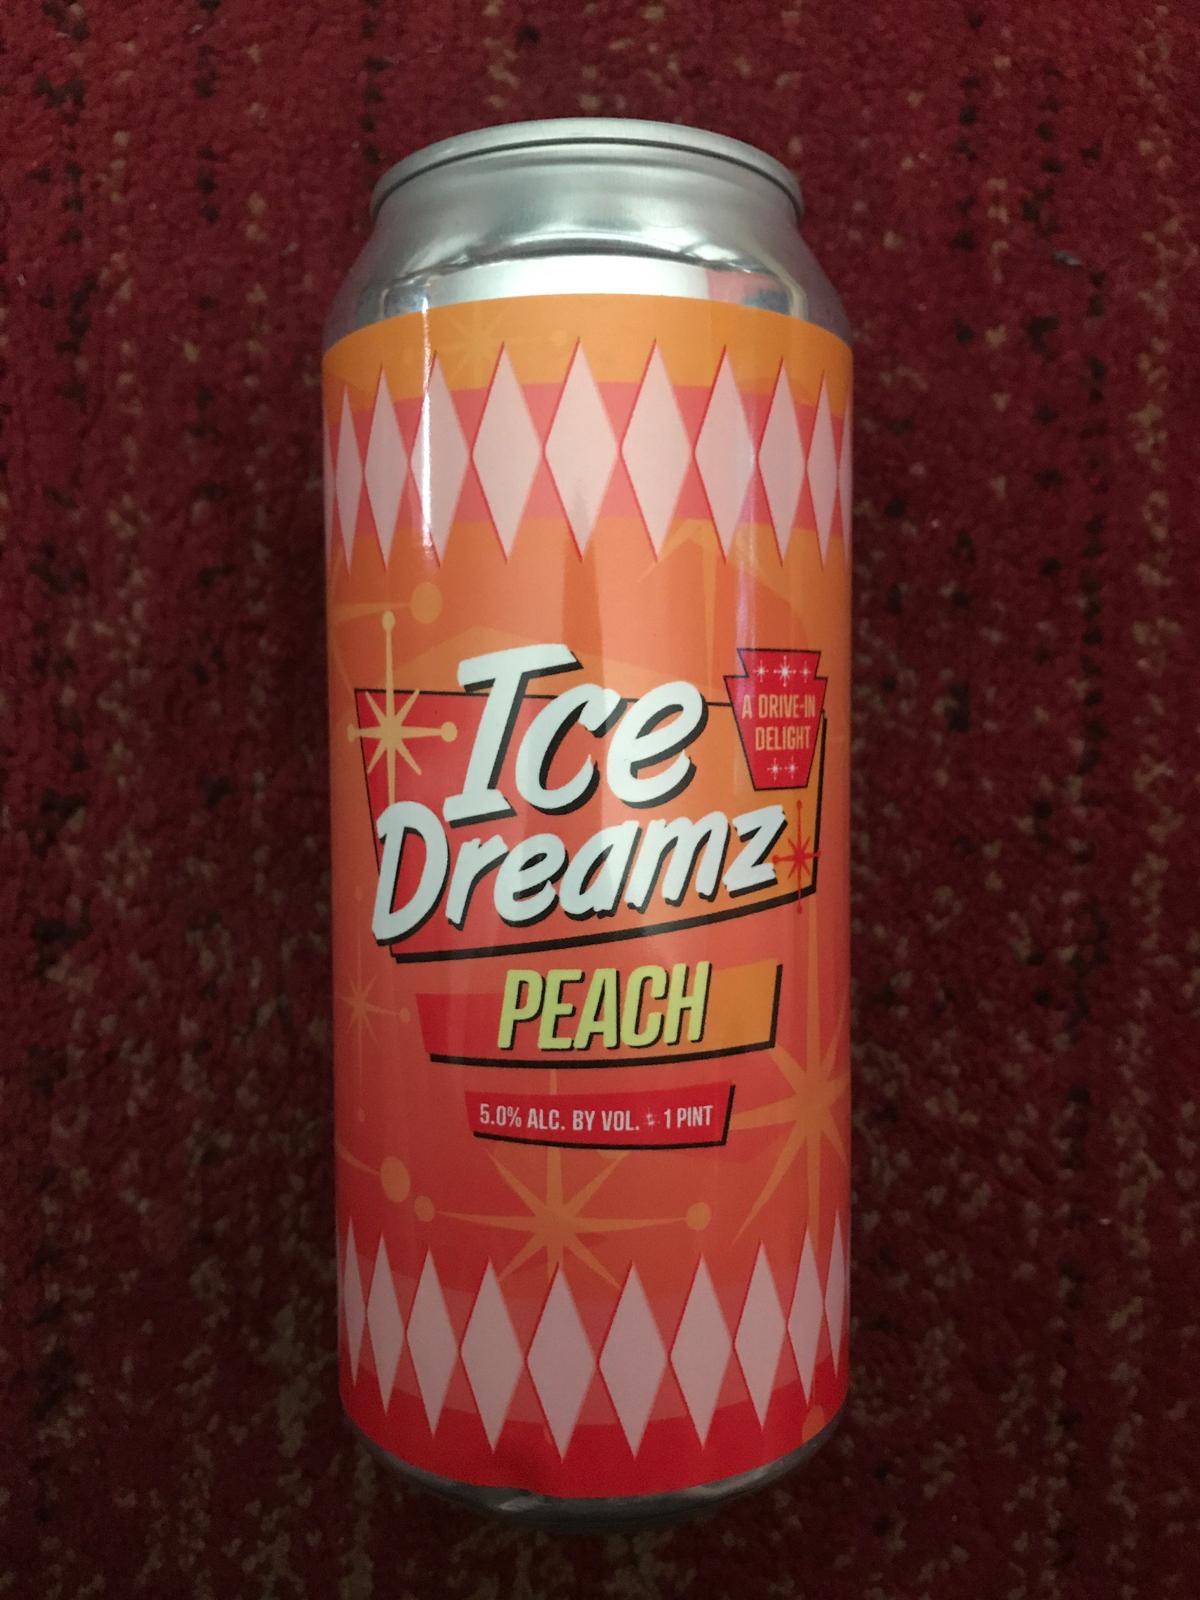 Ice
Dreamz
A DRIVE-IN
DELIGHT
PEACH
5.0% ALC. BY VOL. 1 PINT